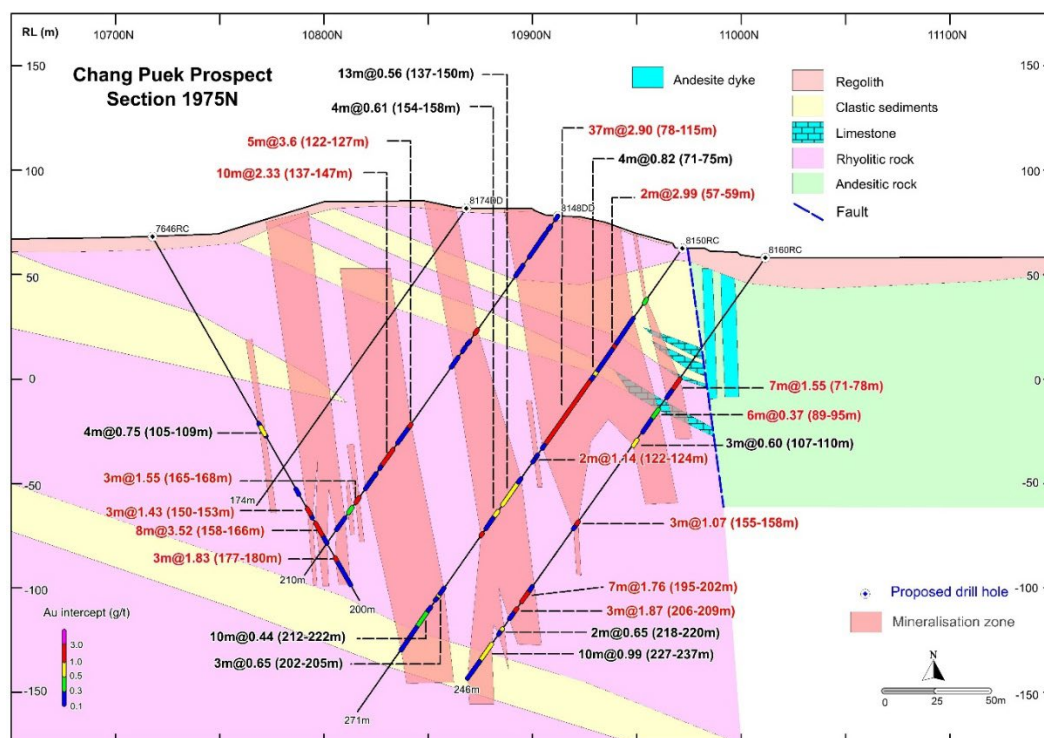 RL (m)
10700N
10800N
10900N
11000N
11100N
150
100
50
0
-50
-100
-150
150
100
50
0
-50
-100
-150
Chang Puek Prospect
Section 1975N
13m@0.56 (137-150m)
4m@0.61 (154-158m)
5m@3.6 (122-127m)
10m@2.33 (137-147m)
37m@2.90 (78-115m)
4m@0.82 (71-75m)
2m@2.99 (57-59m)
Andesite dyke
Regolith
Clastic sediments
Limestone
Rhyolitic rock
Andesitic rock
Fault
7646RC
8174DD
8148DD
8150RC
8160RC
7m@1.55 (71-78m)
6m@0.37 (89-95m)
3m@0.60 (107-110m)
4m@0.75 (105-109m)
2m@1.14 (122-124m)
3m@1.55 (165-168m)
174m
3m@1.43 (150-153m)
8m@3.52 (158-166m)
3m@1.07 (155-158m)
3m@1.83 (177-180m)
210m
200m
7m@1.76 (195-202m)
3m@1.87 (206-209m)
2m@0.65 (218-220m)
10m@0.99 (227-237m)
10m@0.44 (212-222m)
3m@0.65 (202-205m)
246m
271m
Au intercept (g/t)
3.0
1.0
0.5
0.3
0.1
Proposed drill hole
Mineralisation zone
N
0 25 50m